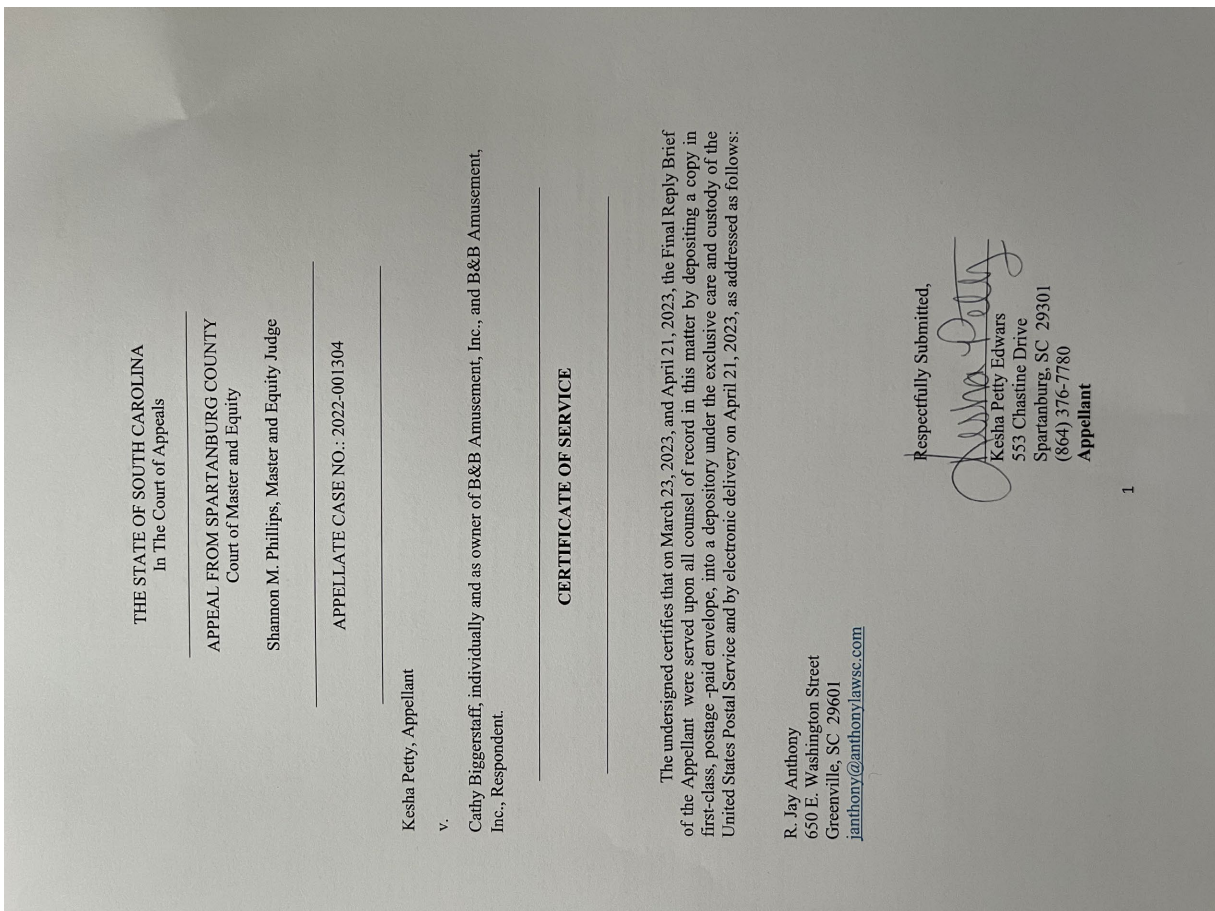 THE STATE OF SOUTH CAROLINA
In The Court of Appeals
APPEAL FROM SPARTANBURG COUNTY
Court of Master and Equity
Shannon M. Phillips, Master and Equity Judge
APPELLATE CASE NO.: 2022-001304
Kesha Petty, Appellant
v.
Cathy Biggerstaff, individually and as owner of B&B Amusement, Inc., and B&B Amusement,
Inc., Respondent.
CERTIFICATE OF SERVICE
The undersigned certifies that on March 23, 2023, and April 21, 2023, the Final Reply Brief
of the Appellant were served upon all counsel of record in this matter by depositing a copy in
first-class, postage -paid envelope, into a depository under the exclusive care and custody of the
United States Postal Service and by electronic delivery on April 21, 2023, as addressed as follows:
R. Jay Anthony
650 E. Washington Street
Greenville, SC 29601
janthony@anthonylawsc.com
Respectfully Submitted,
Kesha Petty
Kesha Petty Edwars
553 Chastine Drive
Spartanburg, SC 29301
(864) 376-7780
Appellant
1